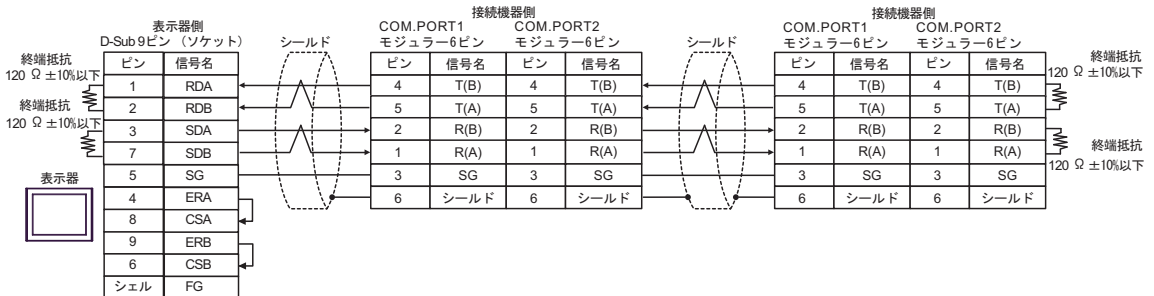 表示器側
D-Sub 9ピン (ソケット)
シールド
接続機器側
COM.PORT1 COM.PORT2
モジュラー6ピン モジュラー6ピン
シールド
接続機器側
COM.PORT1 COM.PORT2
モジュラー6ピン モジュラー6ピン
終端抵抗
120 Ω ±10%以下
終端抵抗
120 Ω ±10%以下
表示器
ピン 信号名
1 RDA
2 RDB
3 SDA
7 SDB
5 SG
4 ERA
8 CSA
9 ERB
6 CSB
シェル FG
ピン 信号名 ピン 信号名
4 T(B) 4 T(B)
5 T(A) 5 T(A)
2 R(B) 2 R(B)
1 R(A) 1 R(A)
3 SG 3 SG
6 シールド 6 シールド
ピン 信号名 ピン 信号名
4 T(B) 4 T(B)
5 T(A) 5 T(A)
2 R(B) 2 R(B)
1 R(A) 1 R(A)
3 SG 3 SG
6 シールド 6 シールド
終端抵抗
120 Ω ±10%以下
終端抵抗
120 Ω ±10%以下